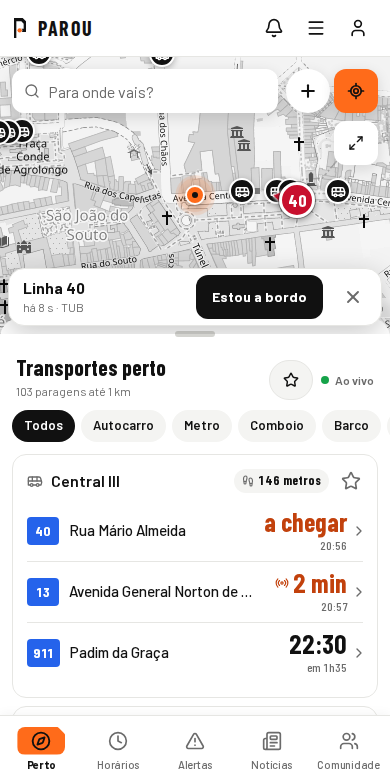 PAROU
Para onde vais?
Praça
Conde
de Agrolongo
Rua dos Capelistas
Avenida Central
São João do
Souto
Rua do Souto
Túnel
40
Linha 40
há 8 s · TUB
Estou a bordo
Transportes perto
103 paragens até 1 km
Ao vivo
Todos
Autocarro
Metro
Comboio
Barco
Central III
146 metros
40
Rua Mário Almeida
a chegar
20:56
13
Avenida General Norton de ...
2 min
20:57
911
Padim da Graça
22:30
em 1h35
Perto
Horários
Alertas
Notícias
Comunidade